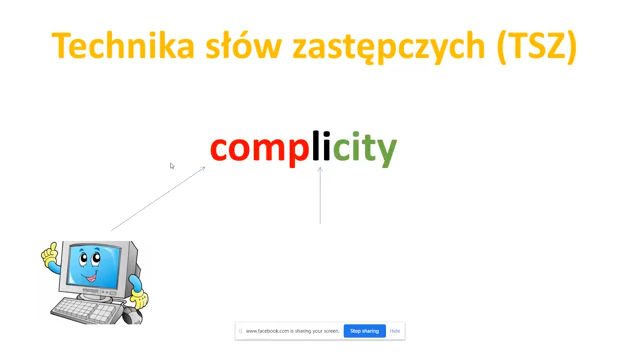 Technika słów zastępczych (TSZ)
complicity
www.facebook.com is sharing your screen. Stop sharing Hide